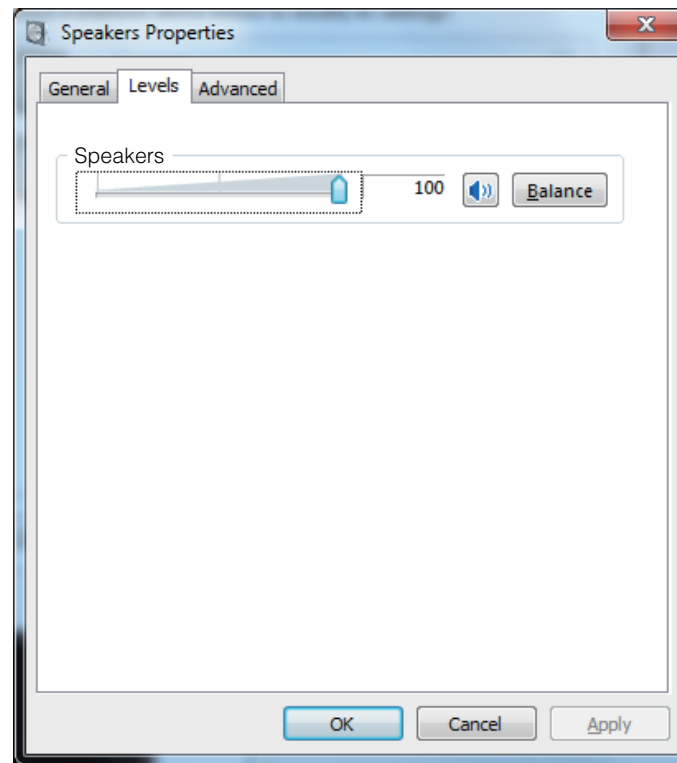 Speakers Properties
General Levels Advanced
Speakers
100 Balance
OK Cancel Apply